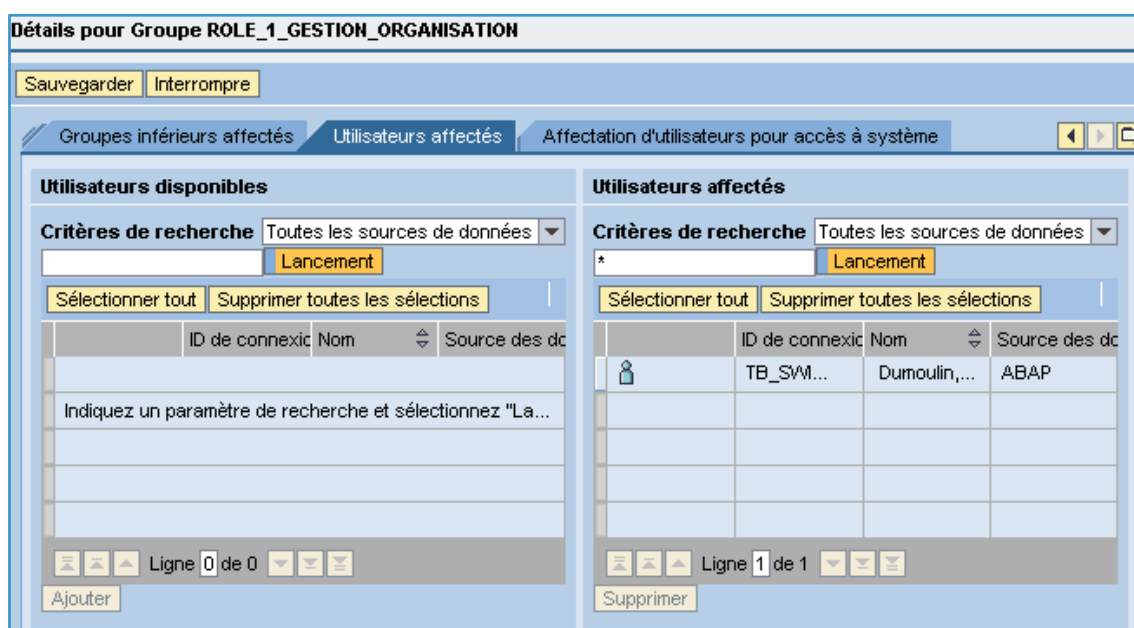 Détails pour Groupe ROLE_1_GESTION_ORGANISATION
Sauvegarder Interrompre
Groupes inférieurs affectés Utilisateurs affectés Affectation d'utilisateurs pour accès à système
Utilisateurs disponibles
Critères de recherche Toutes les sources de données
Lancement
Sélectionner tout Supprimer toutes les sélections
ID de connexic Nom Source des dc
Indiquez un paramètre de recherche et sélectionnez "La...
Ligne 0 de 0
Ajouter
Utilisateurs affectés
Critères de recherche Toutes les sources de données
* Lancement
Sélectionner tout Supprimer toutes les sélections
ID de connexic Nom Source des dc
Dumoulin,... ABAP
Ligne 1 de 1
Supprimer